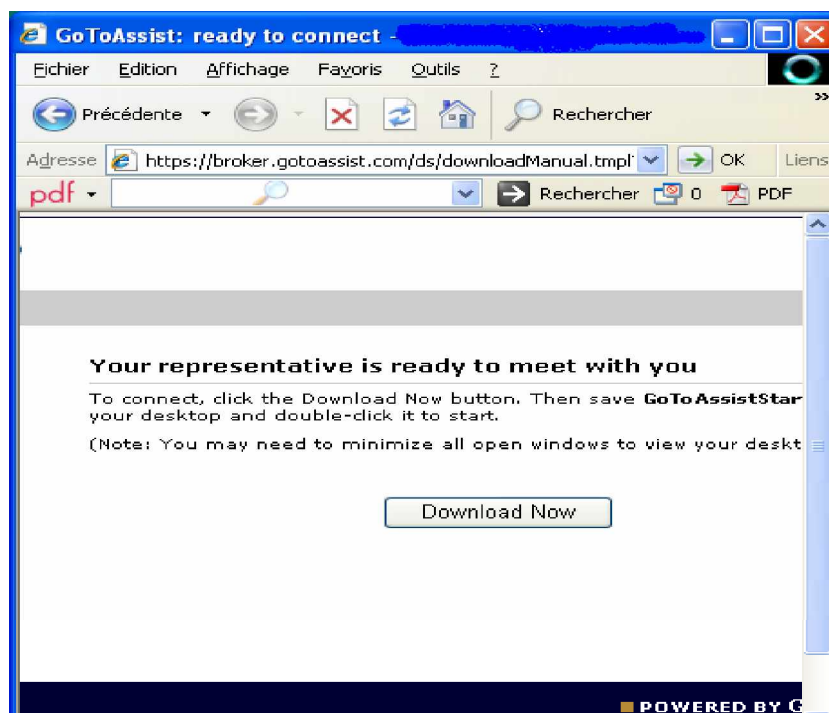 GoToAssist: ready to connect -
Fichier Edition Affichage Favoris Outils ?
Précédente Rechercher »
Adresse https://broker.gotoassist.com/ds/downloadManual.tmpl OK Liens
pdf Rechercher 0 PDF
Your representative is ready to meet with you
To connect, click the Download Now button. Then save GoToAssistStar
your desktop and double-click it to start.
(Note: You may need to minimize all open windows to view your deskt
Download Now
POWERED BY G